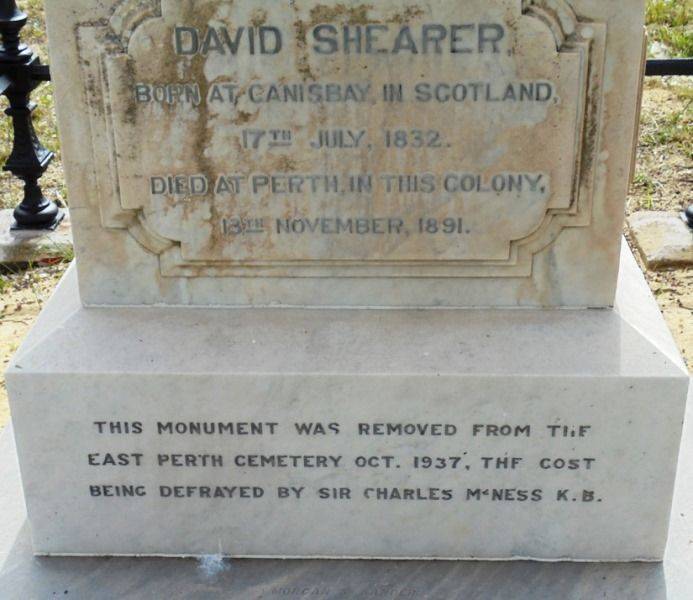 DAVID SHEARER,
BORN AT CANISBAY, IN SCOTLAND,
17TH JULY, 1832.
DIED AT PERTH, IN THIS COLONY,
13TH NOVEMBER, 1891.
THIS MONUMENT WAS REMOVED FROM THE
EAST PERTH CEMETERY OCT. 1937, THE COST
BEING DEFRAYED BY SIR CHARLES McNESS K.B.
MORGAN